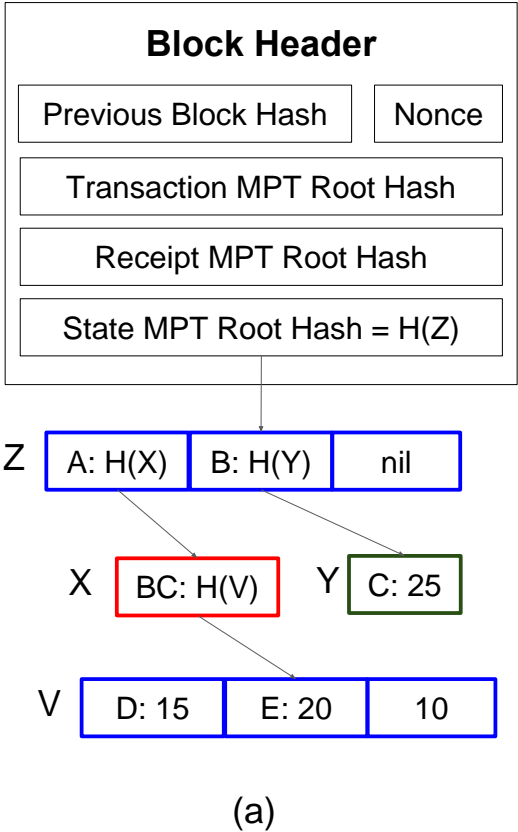 Block Header
Previous Block Hash Nonce
Transaction MPT Root Hash
Receipt MPT Root Hash
State MPT Root Hash = H(Z)
Z A: H(X) B: H(Y) nil
X BC: H(V) Y C: 25
V D: 15 E: 20 10
(a)